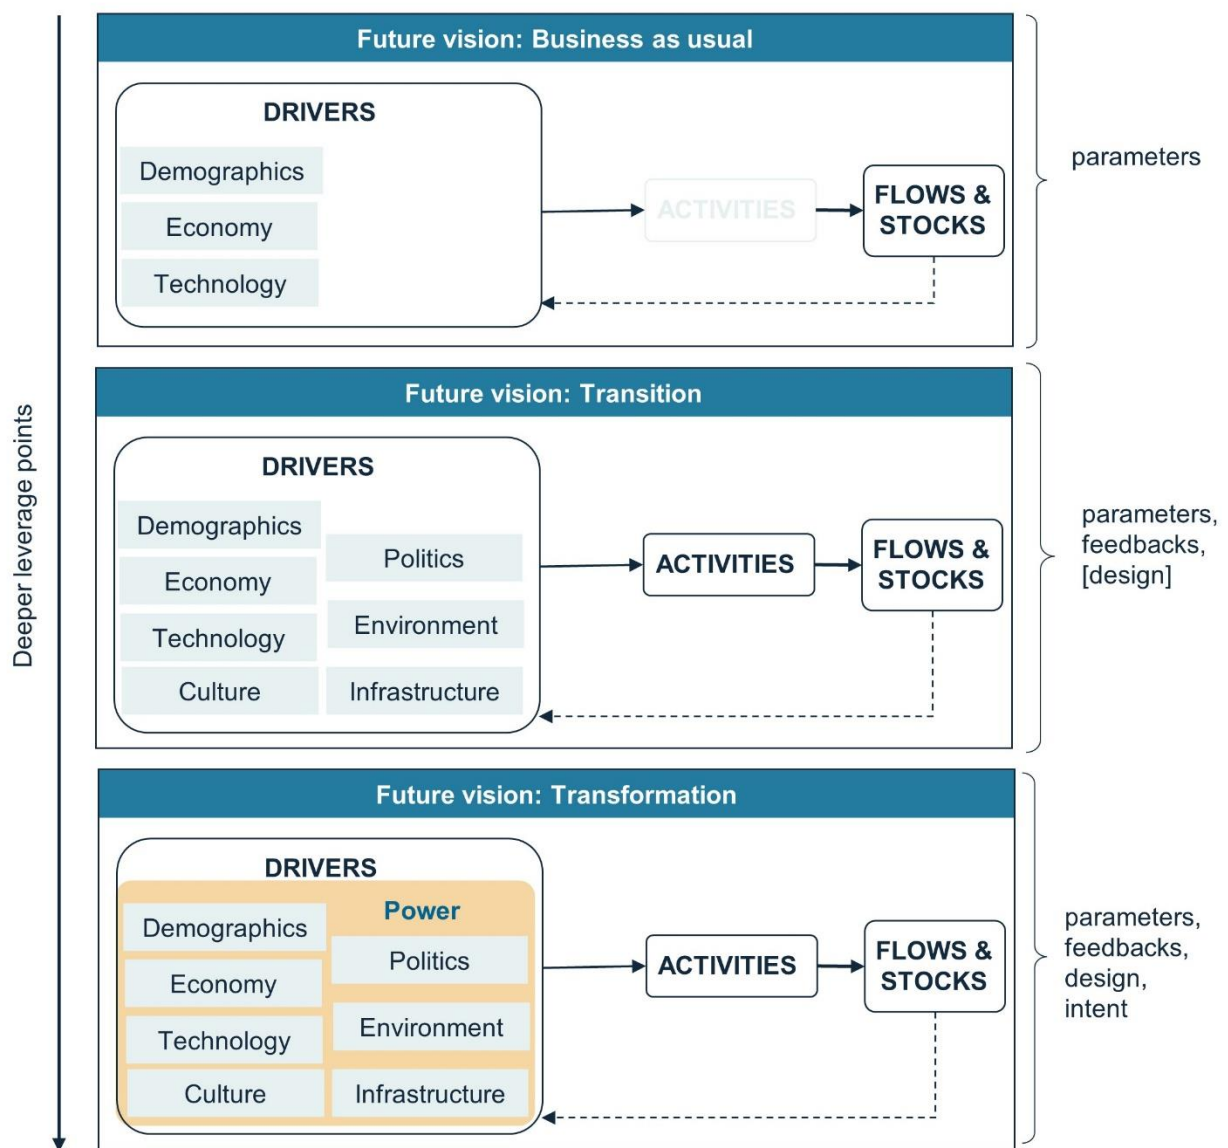 Deeper leverage points
Future vision: Business as usual
DRIVERS
Demographics
Economy
Technology
ACTIVITIES
FLOWS &
STOCKS
parameters
Future vision: Transition
DRIVERS
Demographics
Economy
Technology
Culture
Politics
Environment
Infrastructure
ACTIVITIES
FLOWS &
STOCKS
parameters,
feedbacks,
[design]
Future vision: Transformation
DRIVERS
Power
Demographics
Economy
Technology
Culture
Politics
Environment
Infrastructure
ACTIVITIES
FLOWS &
STOCKS
parameters,
feedbacks,
design,
intent